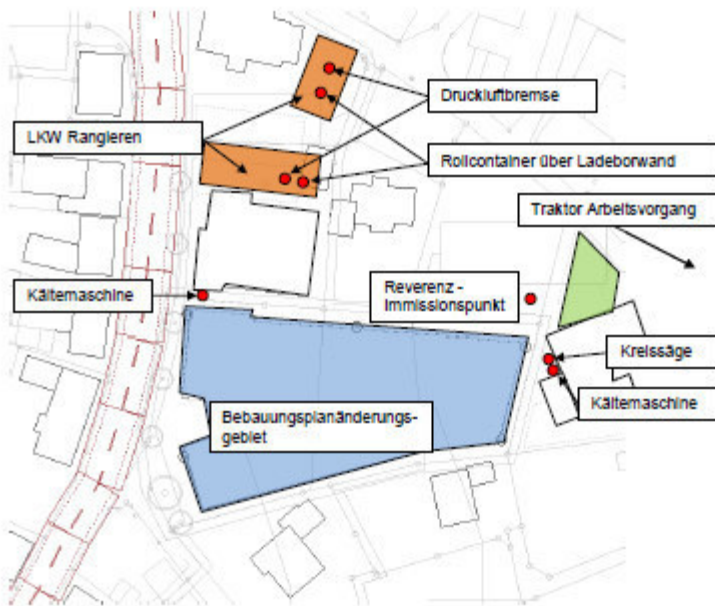 Druckluftbremse
LKW Rangieren
Rollcontainer über Ladeborwand
Traktor Arbeitsvorgang
Kältemaschine
Reverenz -
Immissionspunkt
Kreissäge
Kältemaschine
Bebauungsplanänderungs-
gebiet